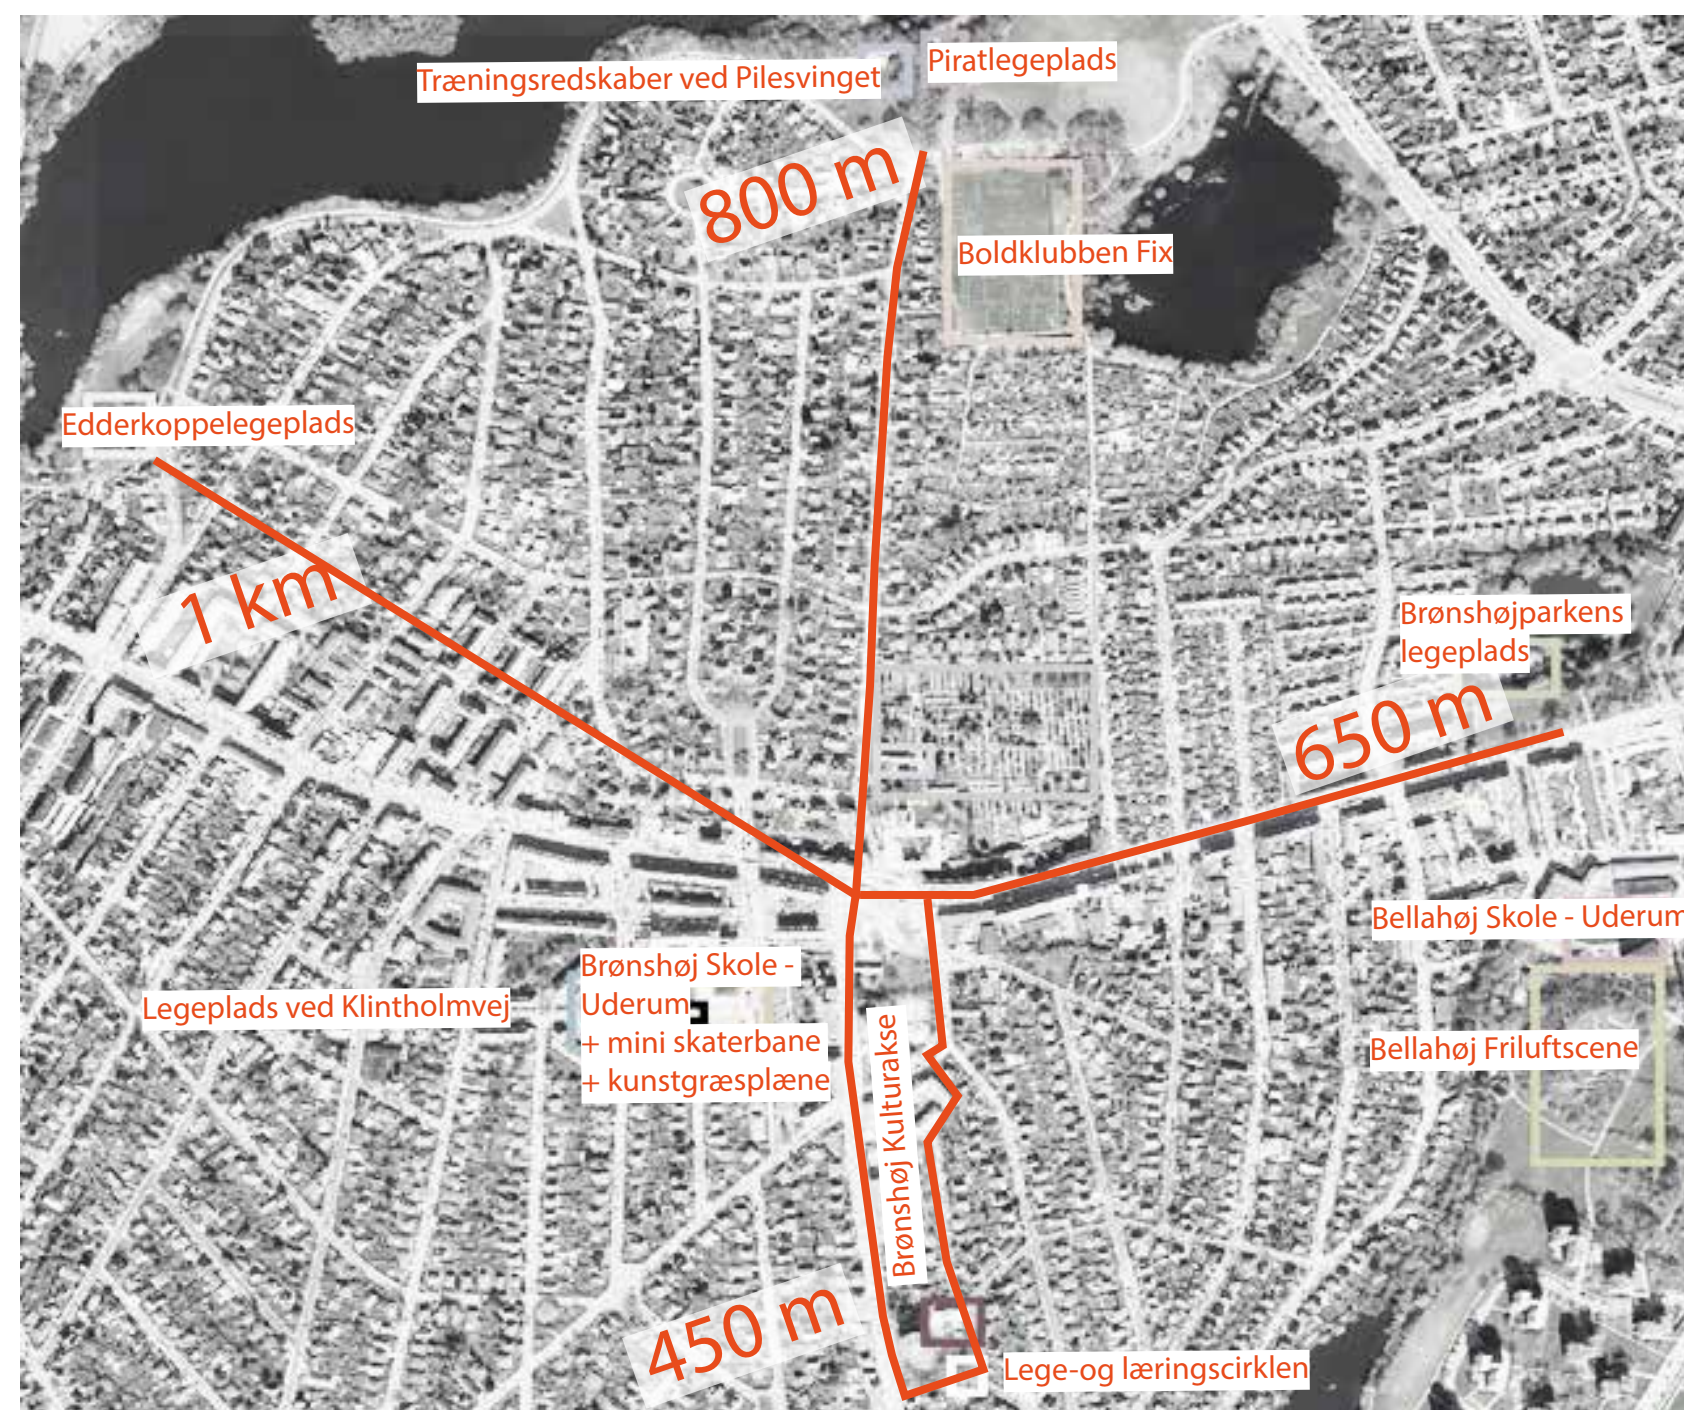 Træningsredskaber ved Pilesvinget
Piratlegeplads
800 m
Boldklubben Fix
Edderkoppelegeplads
1 km
Brønshøjparkens
legeplads
650 m
Bellahøj Skole - Uderum
Brønshøj Skole -
Uderum
+ mini skaterbane
+ kunstgræsplæne
Legeplads ved Klintholmvej
Brønshøj Kulturakse
Bellahøj Friluftscene
450 m
Lege-og læringscirklen